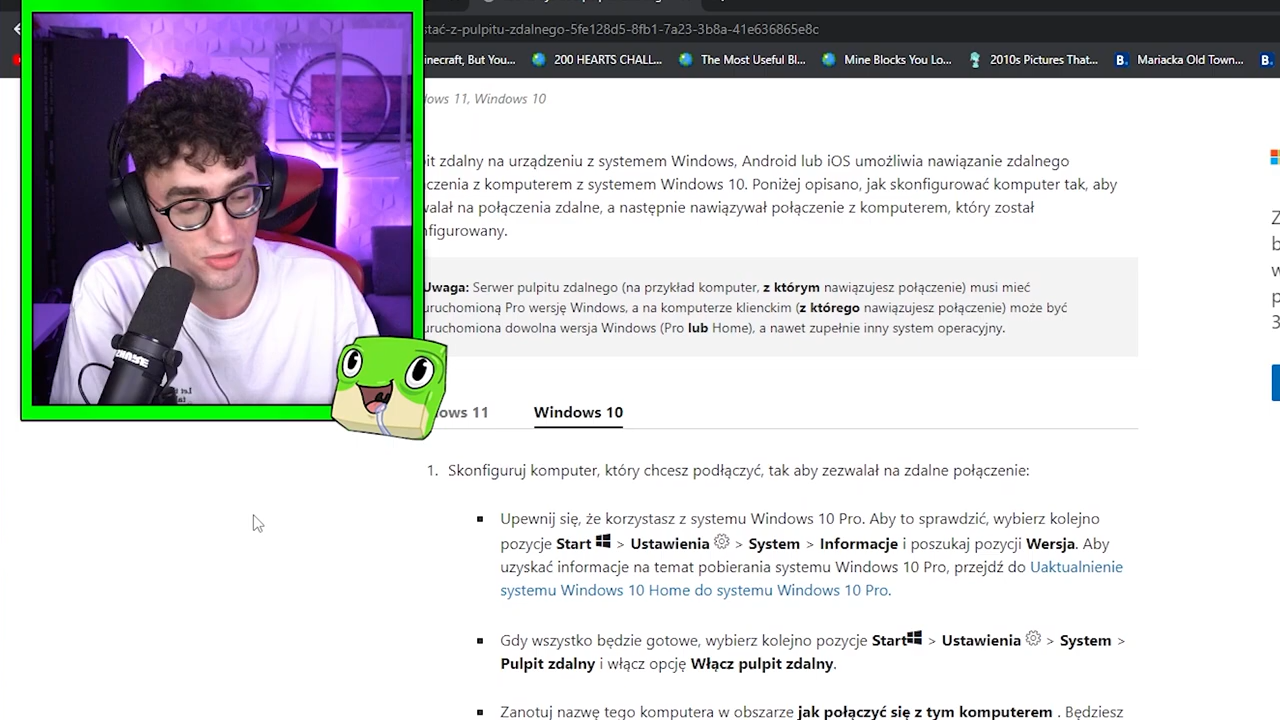 stać-z-pulpitu-zdalnego-5fe128d5-8fb1-7a23-3b8a-41e636865e8c
But You... 200 HEARTS CHALL... The Most Useful Bl... Mine Blocks You Lo... 2010s Pictures That... B. Mariacka Old Town... B.
11, Windows 10
zdalny na urządzeniu z systemem Windows, Android lub iOS umożliwia nawiązanie zdalnego
z komputerem z systemem Windows 10. Poniżej opisano, jak skonfigurować komputer tak, aby
na połączenia zdalne, a następnie nawiązywał połączenie z komputerem, który został
Uwaga: Serwer pulpitu zdalnego (na przykład komputer, z którym nawiązujesz połączenie) musi mieć
uruchomioną Pro wersję Windows, a na komputerze klienckim (z którego nawiązujesz połączenie) może być
uruchomiona dowolna wersja Windows (Pro lub Home), a nawet zupełnie inny system operacyjny.
11 Windows 10
1. Skonfiguruj komputer, który chcesz podłączyć, tak aby zezwalał na zdalne połączenie:
Upewnij się, że korzystasz z systemu Windows 10 Pro. Aby to sprawdzić, wybierz kolejno
pozycje Start > Ustawienia > System > Informacje i poszukaj pozycji Wersja. Aby
uzyskać informacje na temat pobierania systemu Windows 10 Pro, przejdź do Uaktualnienie
systemu Windows 10 Home do systemu Windows 10 Pro.
Gdy wszystko będzie gotowe, wybierz kolejno pozycje Start > Ustawienia > System >
Pulpit zdalny i włącz opcję Włącz pulpit zdalny.
Zanotuj nazwę tego komputera w obszarze jak połączyć się z tym komputerem . Będziesz